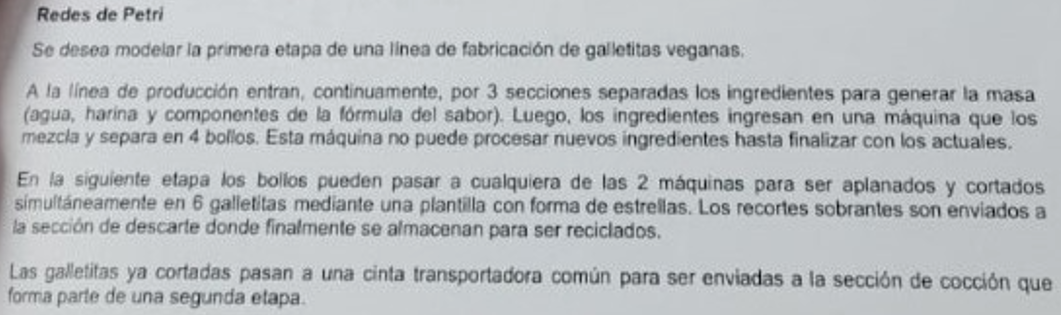 Redes de Petri
Se desea modelar la primera etapa de una línea de fabricación de galletitas veganas.
A la línea de producción entran, continuamente, por 3 secciones separadas los ingredientes para generar la masa
(agua, harina y componentes de la fórmula del sabor). Luego, los ingredientes ingresan en una máquina que los
mezcla y separa en 4 bollos. Esta máquina no puede procesar nuevos ingredientes hasta finalizar con los actuales.
En la siguiente etapa los bollos pueden pasar a cualquiera de las 2 máquinas para ser aplanados y cortados
simultáneamente en 6 galletitas mediante una plantilla con forma de estrellas. Los recortes sobrantes son enviados a
la sección de descarte donde finalmente se almacenan para ser reciclados.
Las galletitas ya cortadas pasan a una cinta transportadora común para ser enviadas a la sección de cocción que
forma parte de una segunda etapa.